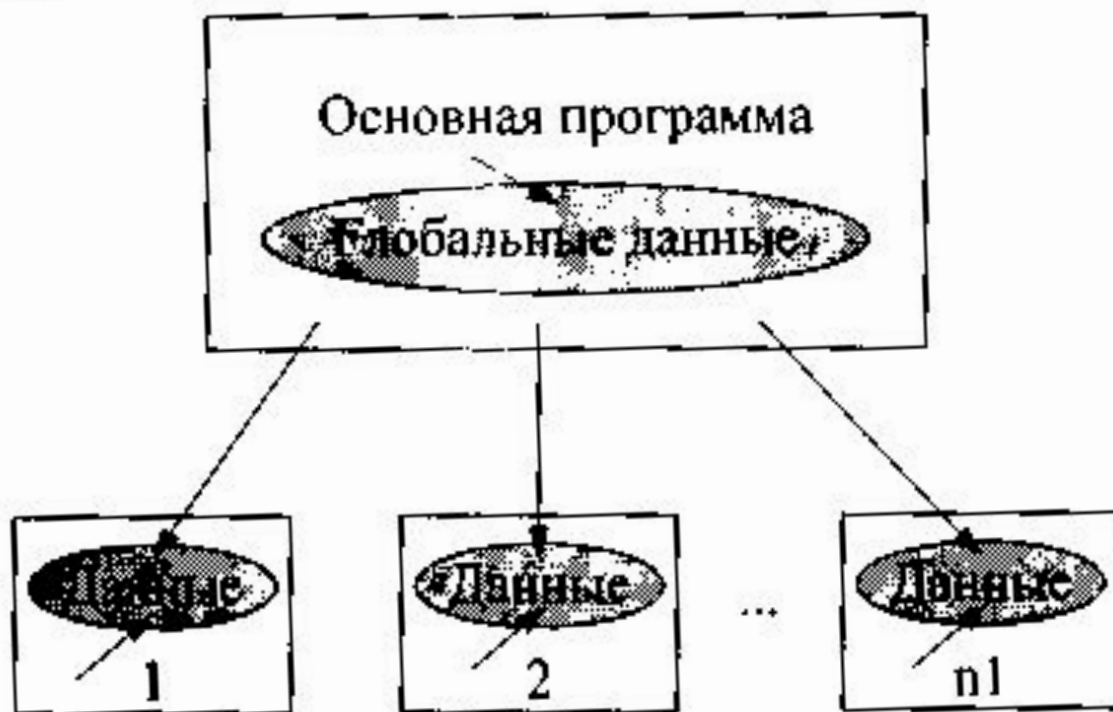 Основная программа
Глобальные данные
Данные
Данные
...
Данные
1
2
n1